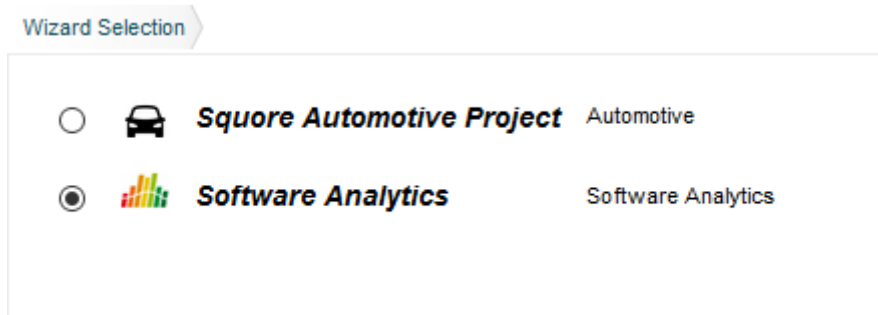 Wizard Selection
Squore Automotive Project Automotive
Software Analytics Software Analytics